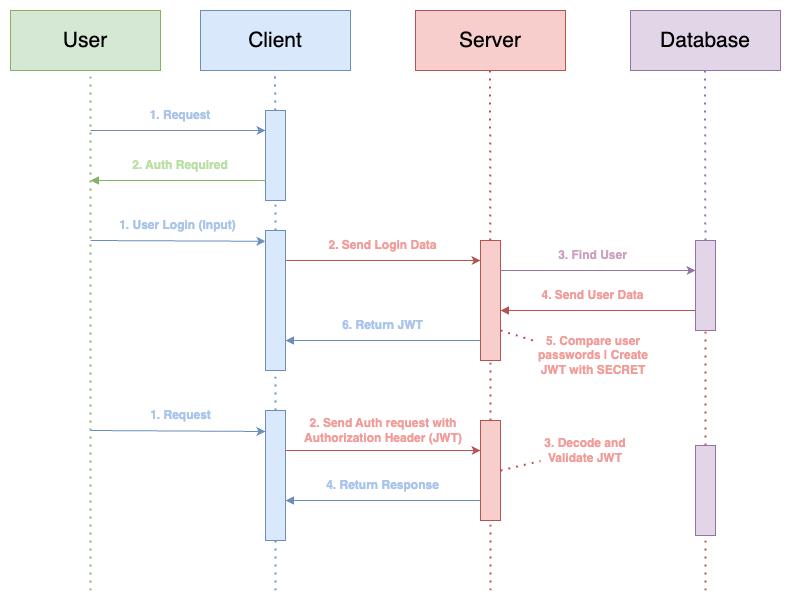 User
Client
Server
Database
1. Request
2. Auth Required
1. User Login (Input)
2. Send Login Data
3. Find User
4. Send User Data
6. Return JWT
5. Compare user
passwords | Create
JWT with SECRET
1. Request
2. Send Auth request with
Authorization Header (JWT)
3. Decode and
Validate JWT
4. Return Response